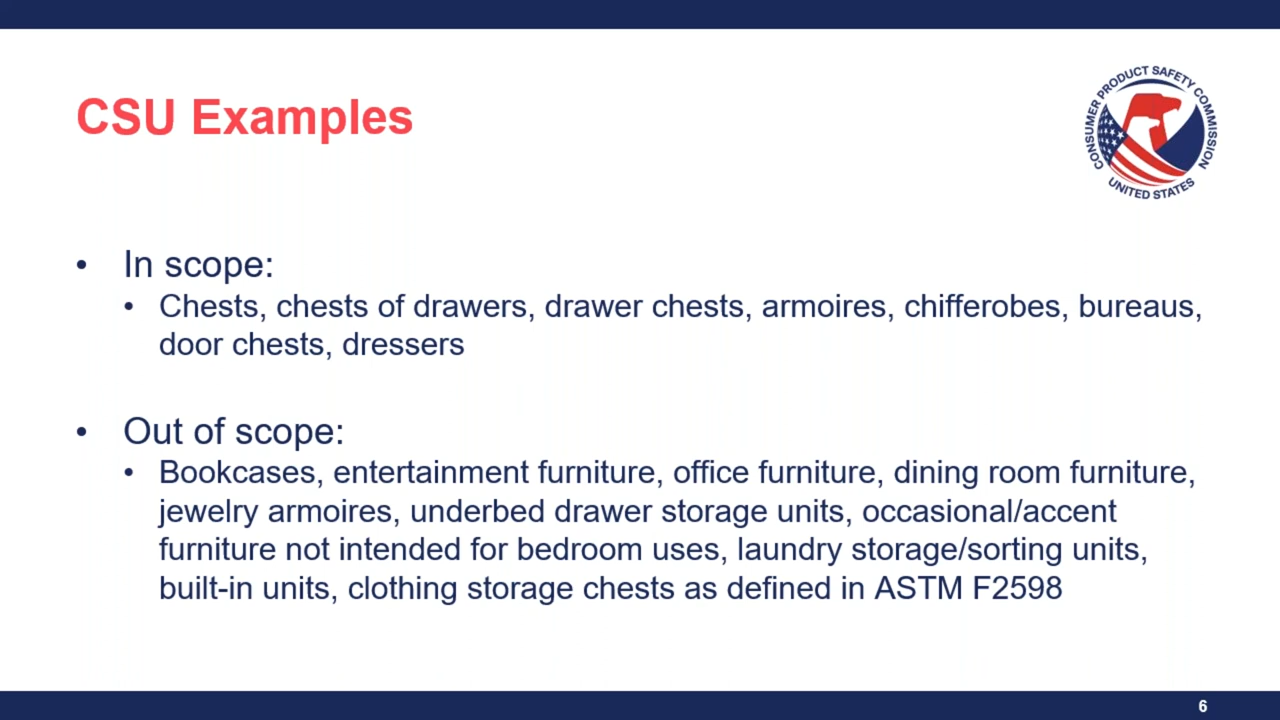 CSU Examples
CONSUMER PRODUCT SAFETY COMMISSION
UNITED STATES
• In scope:
• Chests, chests of drawers, drawer chests, armoires, chifferobes, bureaus,
door chests, dressers
• Out of scope:
• Bookcases, entertainment furniture, office furniture, dining room furniture,
jewelry armoires, underbed drawer storage units, occasional/accent
furniture not intended for bedroom uses, laundry storage/sorting units,
built-in units, clothing storage chests as defined in ASTM F2598
6